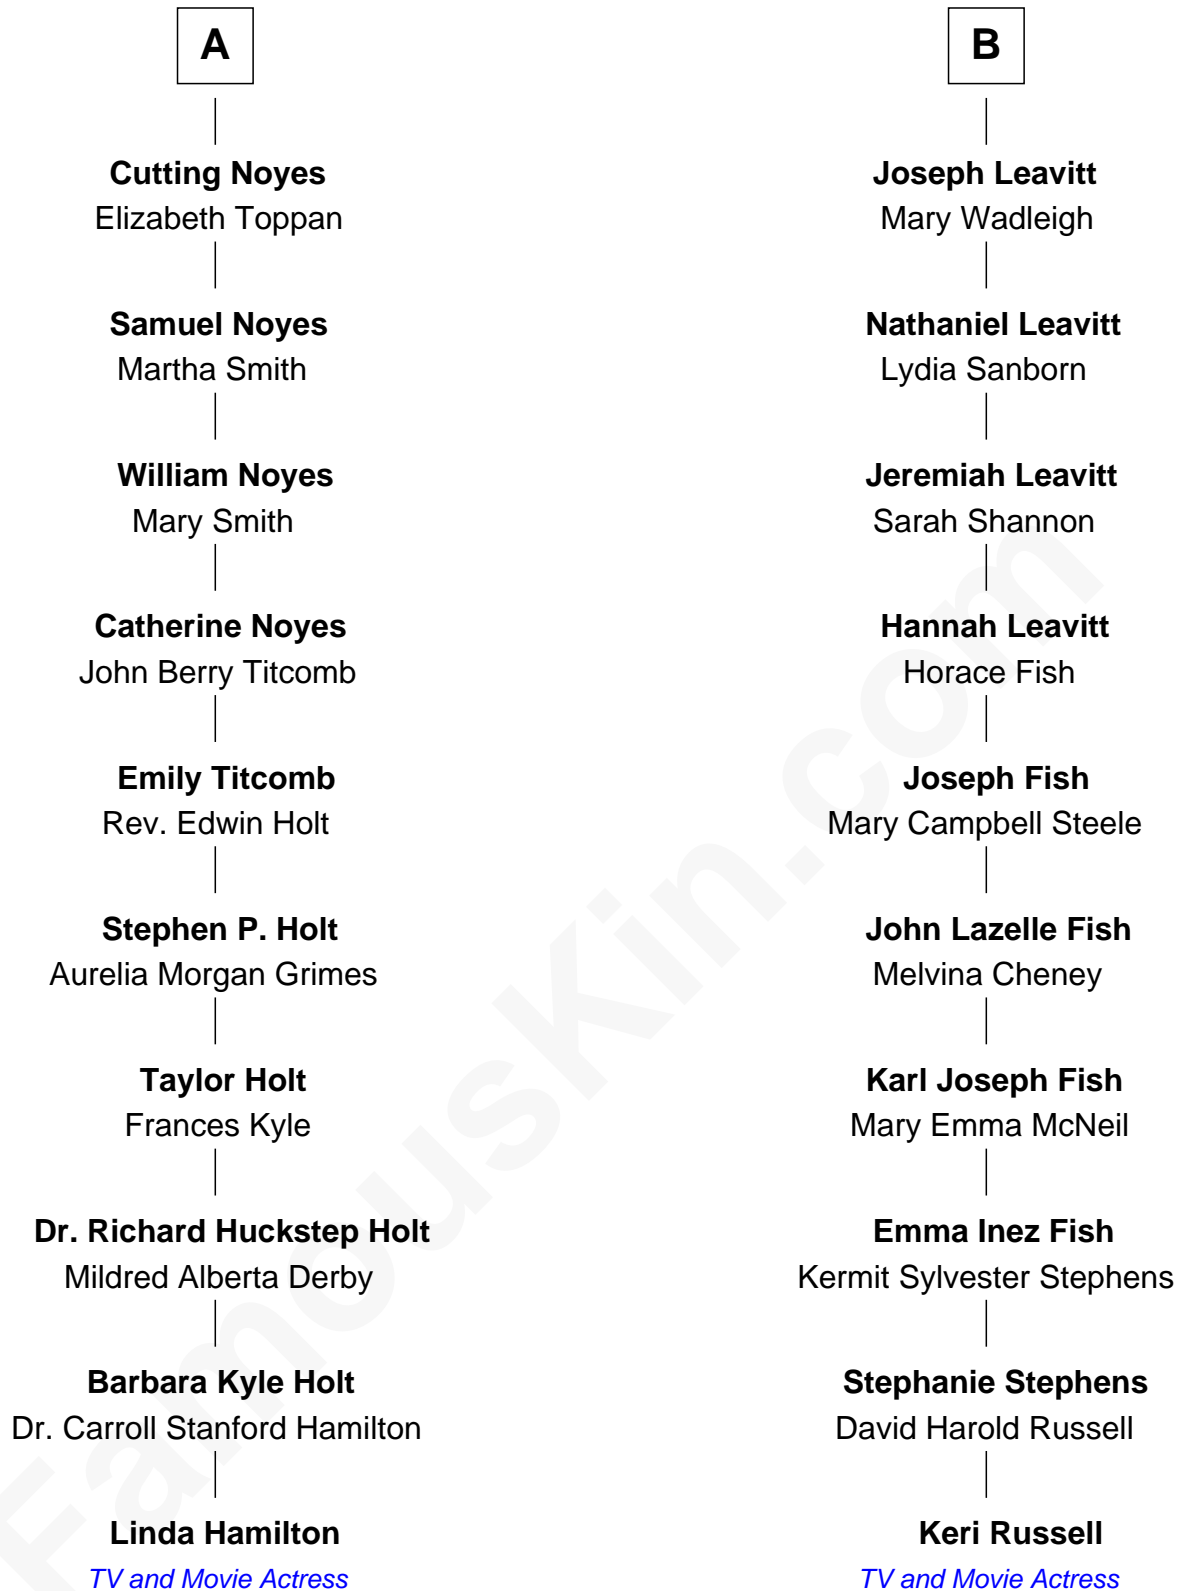 A
Cutting Noyes
Elizabeth Toppan
Samuel Noyes
Martha Smith
William Noyes
Mary Smith
Catherine Noyes
John Berry Titcomb
Emily Titcomb
Rev. Edwin Holt
Stephen P. Holt
Aurelia Morgan Grimes
Taylor Holt
Frances Kyle
Dr. Richard Huckstep Holt
Mildred Alberta Derby
Barbara Kyle Holt
Dr. Carroll Stanford Hamilton
Linda Hamilton
TV and Movie Actress
B
Joseph Leavitt
Mary Wadleigh
Nathaniel Leavitt
Lydia Sanborn
Jeremiah Leavitt
Sarah Shannon
Hannah Leavitt
Horace Fish
Joseph Fish
Mary Campbell Steele
John Lazelle Fish
Melvina Cheney
Karl Joseph Fish
Mary Emma McNeil
Emma Inez Fish
Kermit Sylvester Stephens
Stephanie Stephens
David Harold Russell
Keri Russell
TV and Movie Actress
FamousKin.com